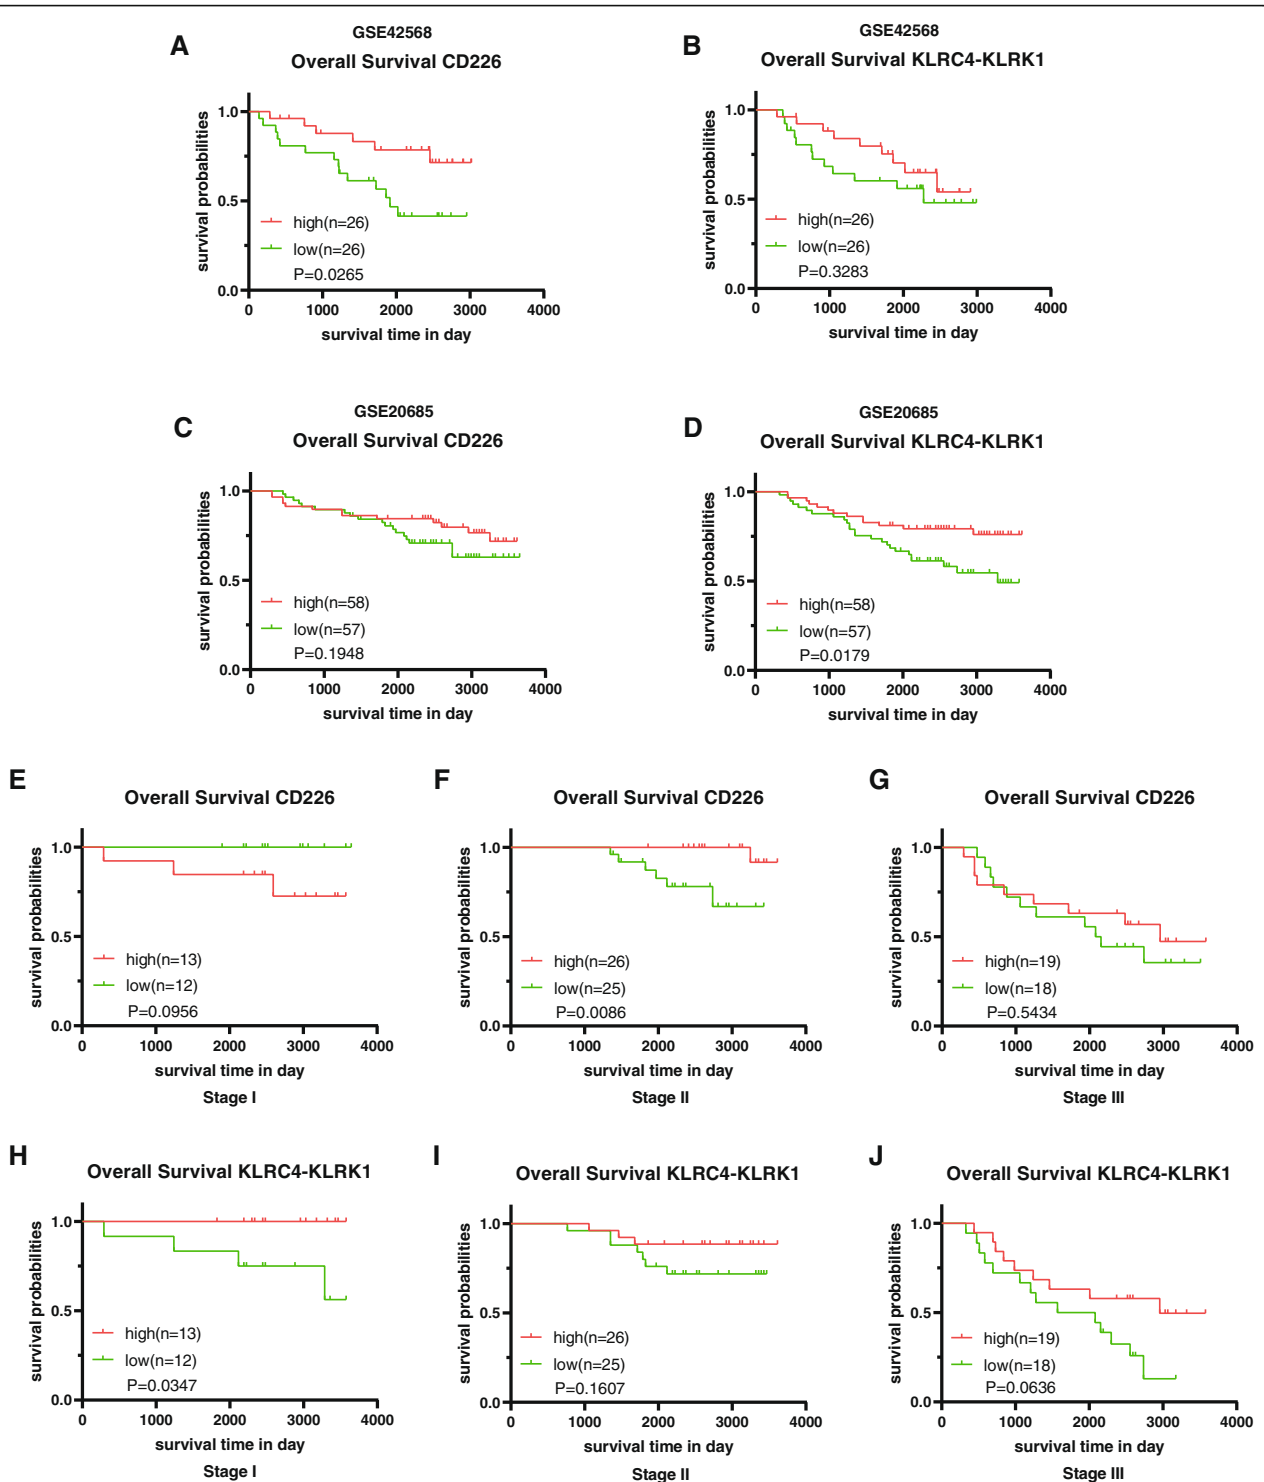 A
GSE42568
Overall Survival CD226
survival probabilities
1.0
0.5
0.0
high(n=26)
low(n=26)
P=0.0265
0 1000 2000 3000 4000
survival time in day
B
GSE42568
Overall Survival KLRC4-KLRK1
survival probabilities
1.0
0.5
0.0
high(n=26)
low(n=26)
P=0.3283
0 1000 2000 3000 4000
survival time in day
C
GSE20685
Overall Survival CD226
survival probabilities
1.0
0.5
0.0
high(n=58)
low(n=57)
P=0.1948
0 1000 2000 3000 4000
survival time in day
D
GSE20685
Overall Survival KLRC4-KLRK1
survival probabilities
1.0
0.5
0.0
high(n=58)
low(n=57)
P=0.0179
0 1000 2000 3000 4000
survival time in day
E
Overall Survival CD226
survival probabilities
1.0
0.5
0.0
high(n=13)
low(n=12)
P=0.0956
0 1000 2000 3000 4000
survival time in day
Stage I
F
Overall Survival CD226
survival probabilities
1.0
0.5
0.0
high(n=26)
low(n=25)
P=0.0086
0 1000 2000 3000 4000
survival time in day
Stage II
G
Overall Survival CD226
survival probabilities
1.0
0.5
0.0
high(n=19)
low(n=18)
P=0.5434
0 1000 2000 3000 4000
survival time in day
Stage III
H
Overall Survival KLRC4-KLRK1
survival probabilities
1.0
0.5
0.0
high(n=13)
low(n=12)
P=0.0347
0 1000 2000 3000 4000
survival time in day
Stage I
I
Overall Survival KLRC4-KLRK1
survival probabilities
1.0
0.5
0.0
high(n=26)
low(n=25)
P=0.1607
0 1000 2000 3000 4000
survival time in day
Stage II
J
Overall Survival KLRC4-KLRK1
survival probabilities
1.0
0.5
0.0
high(n=19)
low(n=18)
P=0.0636
0 1000 2000 3000 4000
survival time in day
Stage III